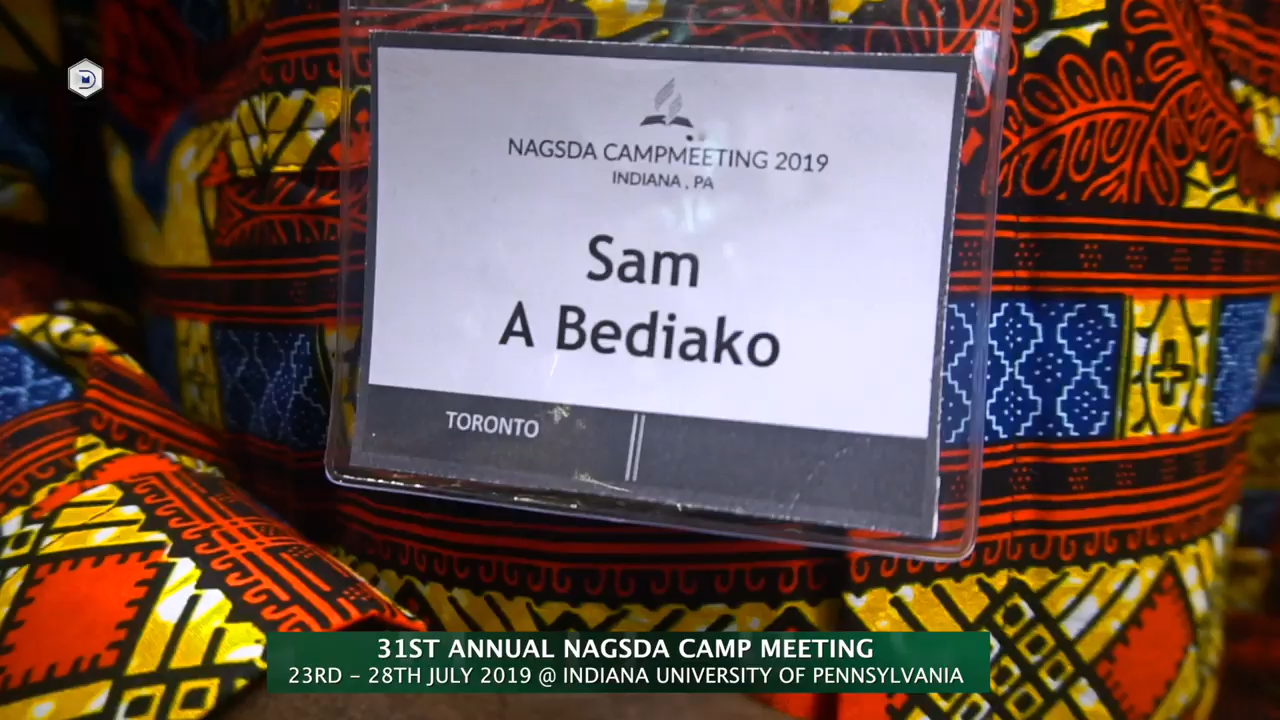 NAGSDA CAMPMEETING 2019
INDIANA , PA
Sam
A Bediako
TORONTO
31ST ANNUAL NAGSDA CAMP MEETING
23RD – 28TH JULY 2019 @ INDIANA UNIVERSITY OF PENNSYLVANIA